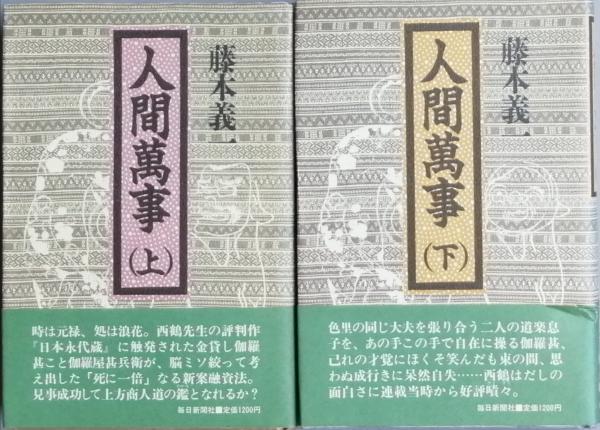 藤本義一
人間萬事
(上)
時は元禄、処は浪花。西鶴先生の評判作
『日本永代蔵』に触発された金貸し伽羅
甚こと伽羅屋甚兵衛が、脳ミソ絞って考
え出した「死に一倍」なる新案融資法。
見事成功して上方商人道の鑑となれるか?
毎日新聞社■定価1200円
藤本義一
人間萬事
(下)
色里の同じ大夫を張り合う二人の道楽息
子を、あの手この手で自在に操る伽羅甚、
己れの才覚にほくそ笑んだも束の間、思
わぬ成行きに呆然自失……西鶴はだしの
面白さに連載当時から好評嘖々。
毎日新聞社■定価1200円